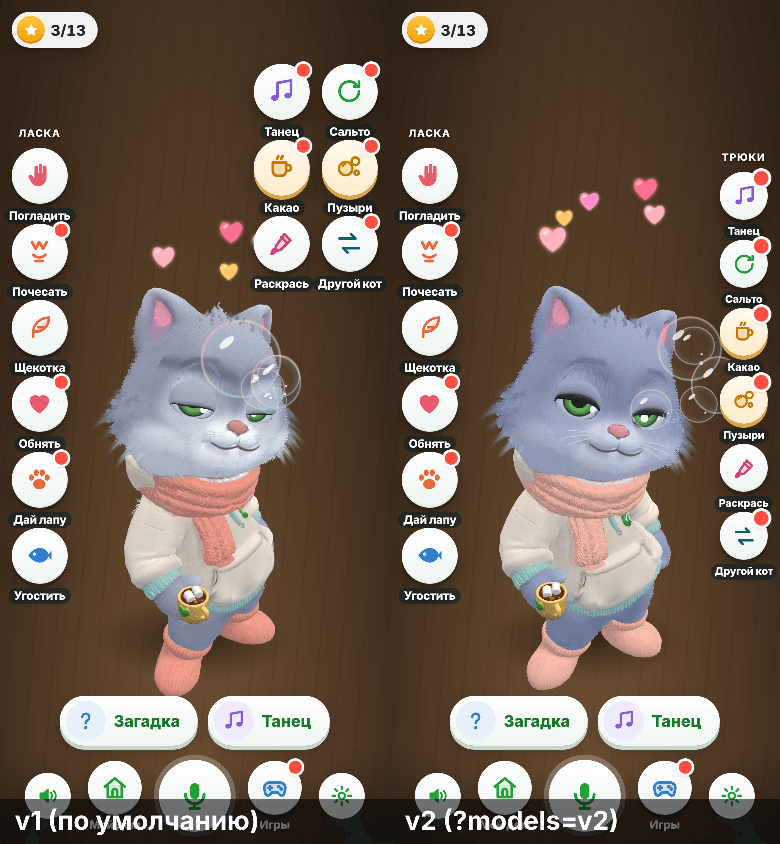 3/13
Танец
Сальто
ЛАСКА
Погладить
Какао
Пузыри
Почесать
Раскрась
Другой кот
Щекотка
Обнять
Дай лапу
Угостить
? Загадка
Танец
Игры
v1 (по умолчанию)
3/13
ЛАСКА
ТРЮКИ
Погладить
Танец
Почесать
Сальто
Щекотка
Какао
Обнять
Пузыри
Дай лапу
Раскрась
Угостить
Другой кот
? Загадка
Танец
Игры
v2 (?models=v2)